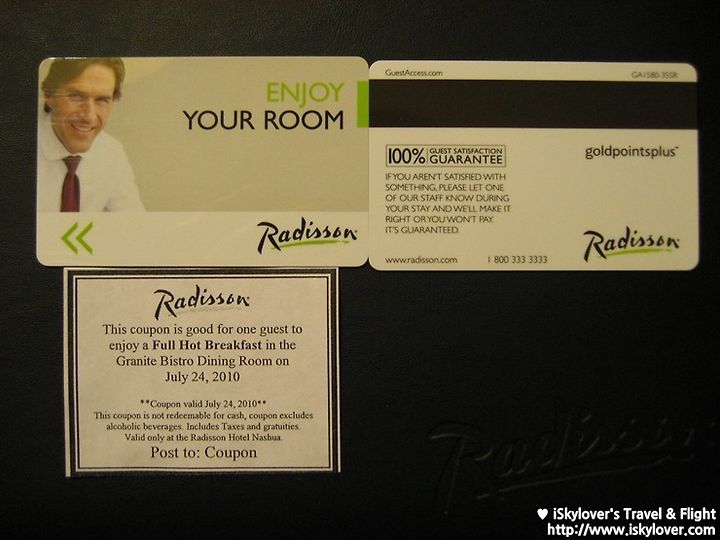 ENJOY
YOUR ROOM
Radisson
GuestAccess.com
GA1580-35SR
100% GUEST SATISFACTION GUARANTEE
goldpointsplus™
IF YOU AREN'T SATISFIED WITH
SOMETHING, PLEASE LET ONE
OF OUR STAFF KNOW DURING
YOUR STAY AND WE'LL MAKE IT
RIGHT OR YOU WON'T PAY.
IT'S GUARANTEED.
Radisson
www.radisson.com 1 800 333 3333
Radisson
This coupon is good for one guest to
enjoy a Full Hot Breakfast in the
Granite Bistro Dining Room on
July 24, 2010
**Coupon valid July 24, 2010**
This coupon is not redeemable for cash, coupon excludes
alcoholic beverages. Includes Taxes and gratuities.
Valid only at the Radisson Hotel Nashua.
Post to: Coupon
Radisson
♥ iSkylover's Travel & Flight
http://www.iskylover.com